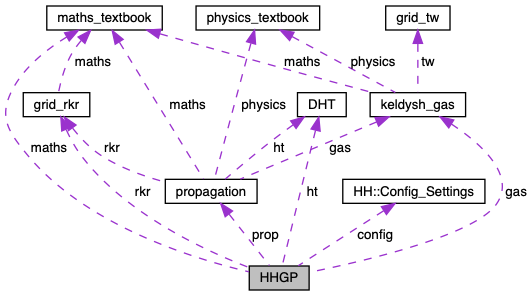 maths_textbook
physics_textbook
grid_tw
maths
maths
physics
tw
grid_rkr
maths
physics
DHT
keldysh_gas
maths
rkr
ht
gas
rkr
propagation
ht
HH::Config_Settings
gas
prop
config
HHGP